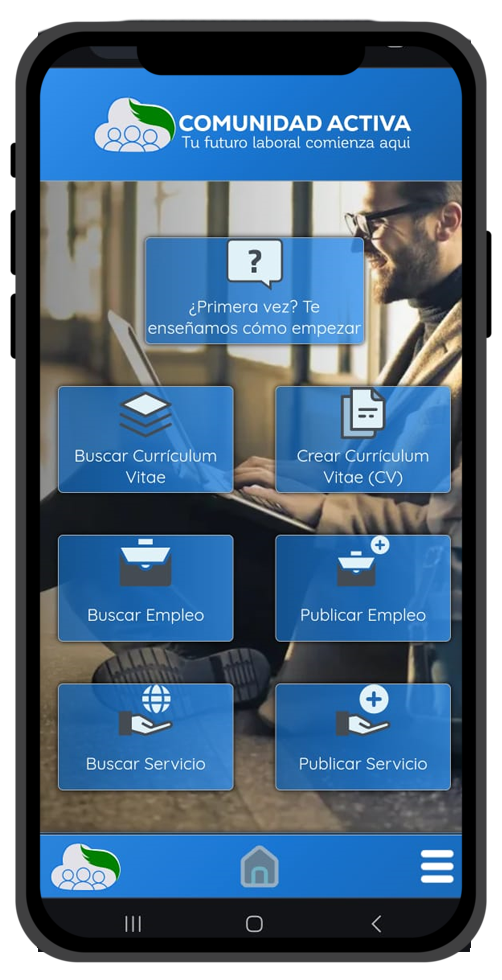 COMUNIDAD ACTIVA
Tu futuro laboral comienza aqui
?
¿Primera vez? Te
enseñamos cómo empezar
Buscar Currículum
Vitae
Crear Currículum
Vitae (CV)
Buscar Empleo
Publicar Empleo
Buscar Servicio
Publicar Servicio